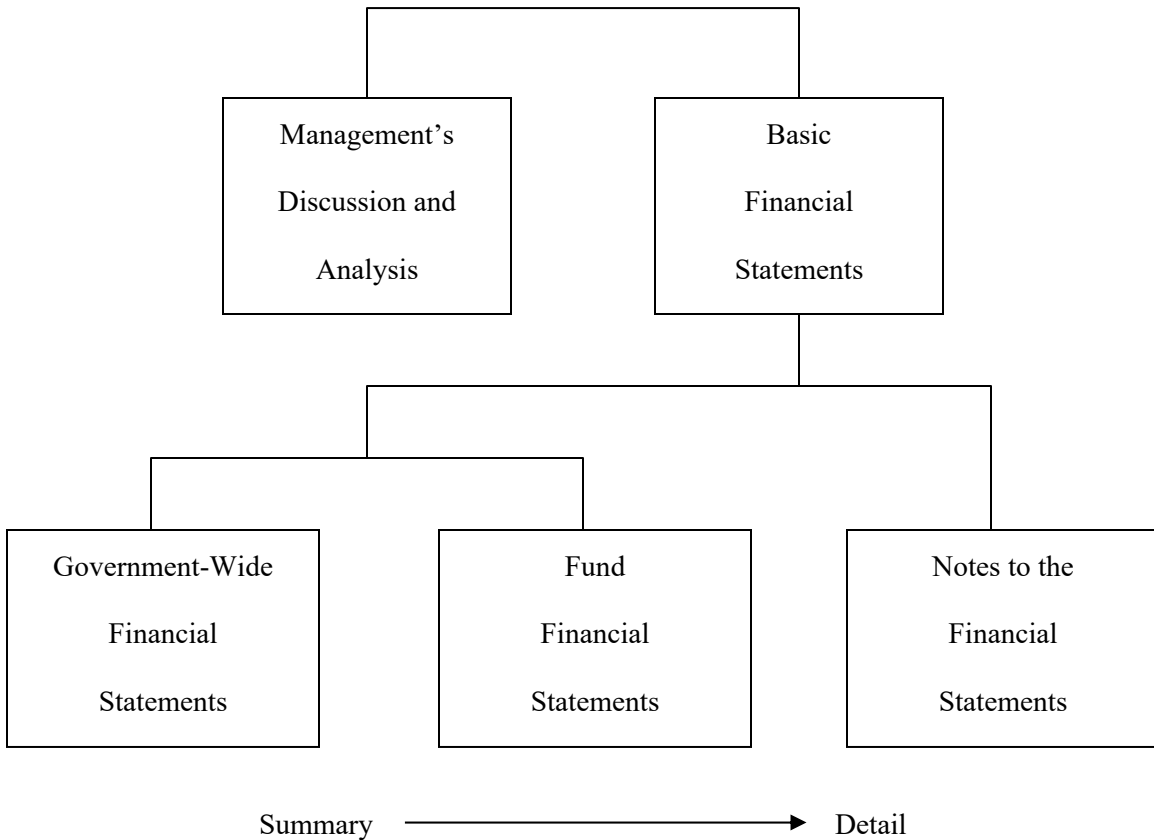 Management’s
Discussion and
Analysis
Basic
Financial
Statements
Government-Wide
Financial
Statements
Fund
Financial
Statements
Notes to the
Financial
Statements
Summary
Detail